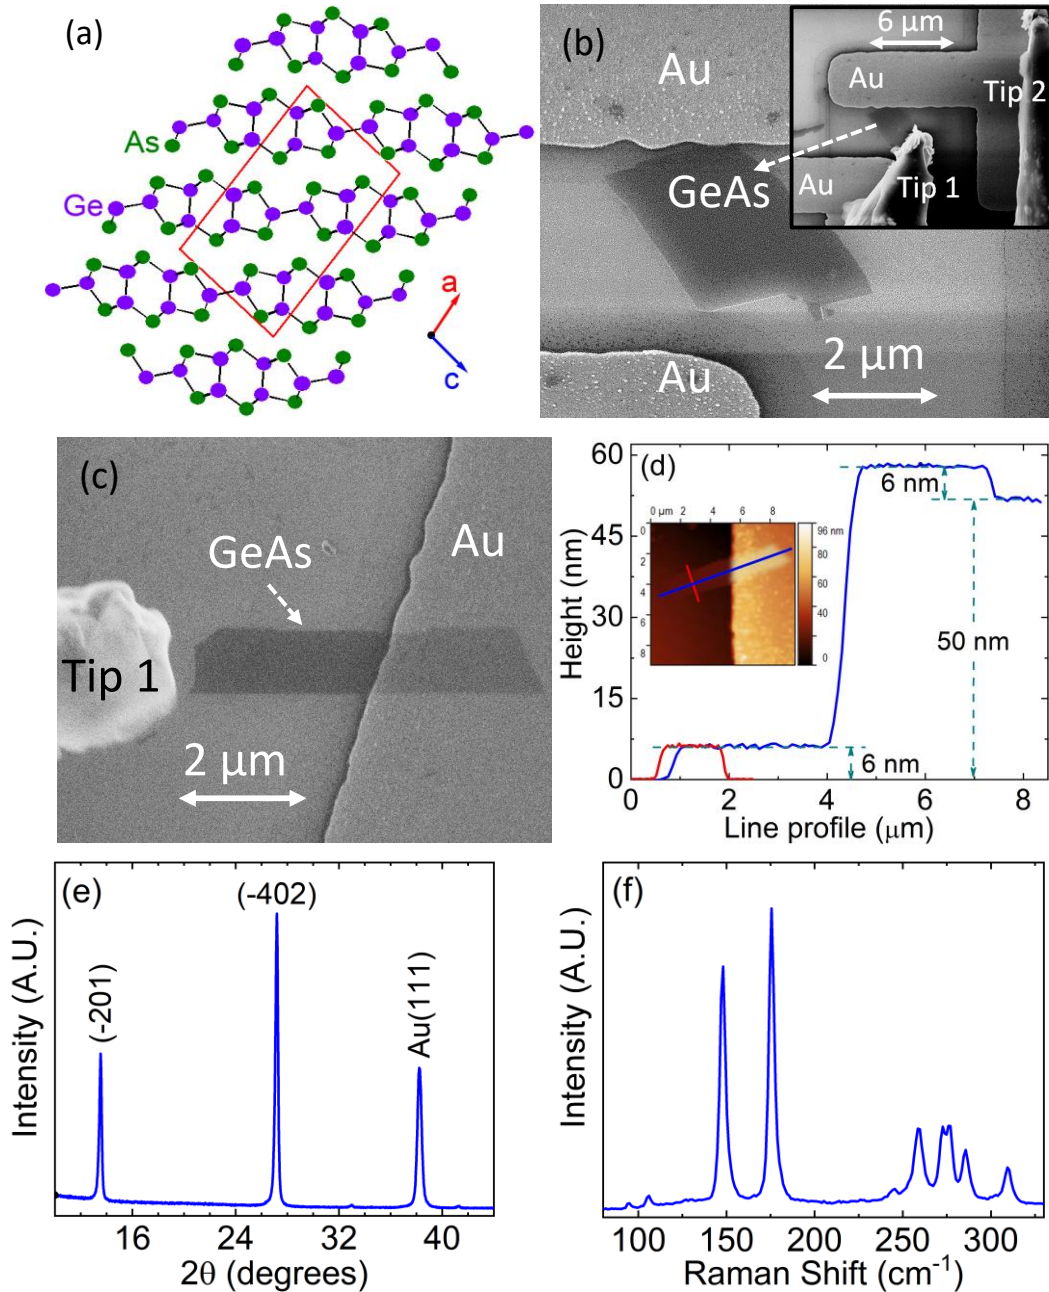 (a)
As
Ge
a
c
(b)
Au
GeAs
Au
2 μm
6 μm
Au
Tip 2
Au
Tip 1
(c)
GeAs
Au
Tip 1
2 μm
(d)
60
45
30
15
0
Height (nm)
0 2 4 6 8
Line profile (μm)
6 nm
50 nm
6 nm
0 μm 2 4 6 8
0
2
4
6
8
96 nm
80
60
40
20
0
(e)
(-201)
(-402)
Au(111)
Intensity (A.U.)
16 28 40
2θ (degrees)
(f)
Intensity (A.U.)
100 150 200 250 300
Raman Shift (cm⁻¹)